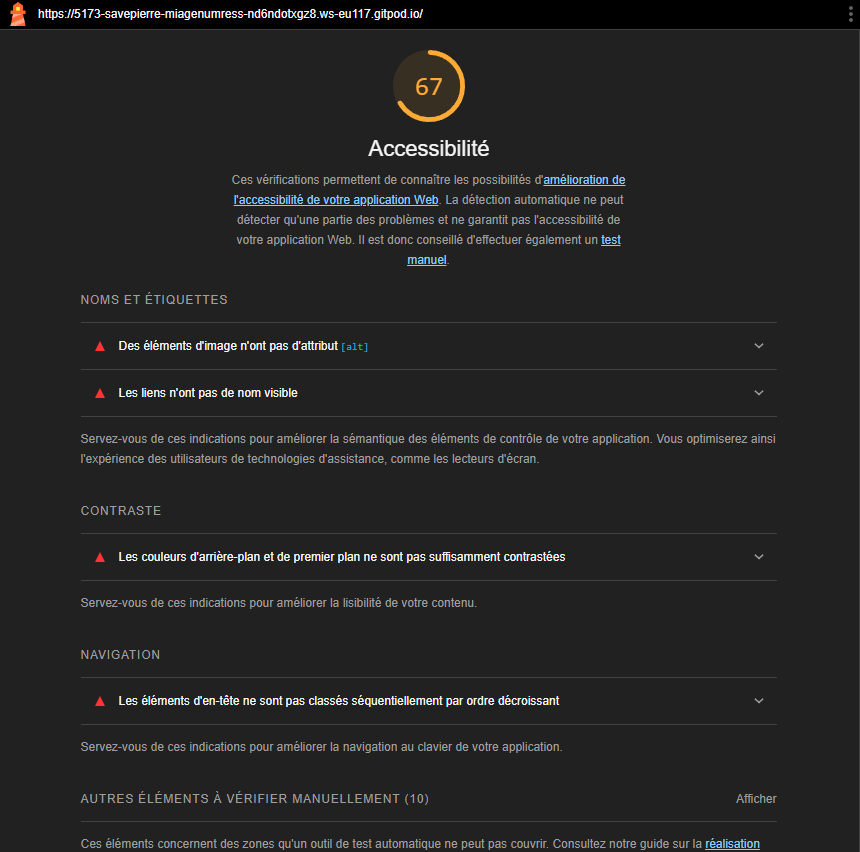 https://5173-savepierre-miagenumress-nd6ndotxgz8.ws-eu117.gitpod.io/
67
Accessibilité
Ces vérifications permettent de connaître les possibilités d'amélioration de
l'accessibilité de votre application Web. La détection automatique ne peut
détecter qu'une partie des problèmes et ne garantit pas l'accessibilité de
votre application Web. Il est donc conseillé d'effectuer également un test
manuel.
NOMS ET ÉTIQUETTES
Des éléments d'image n'ont pas d'attribut [alt]
Les liens n'ont pas de nom visible
Servez-vous de ces indications pour améliorer la sémantique des éléments de contrôle de votre application. Vous optimiserez ainsi
l'expérience des utilisateurs de technologies d'assistance, comme les lecteurs d'écran.
CONTRASTE
Les couleurs d'arrière-plan et de premier plan ne sont pas suffisamment contrastées
Servez-vous de ces indications pour améliorer la lisibilité de votre contenu.
NAVIGATION
Les éléments d'en-tête ne sont pas classés séquentiellement par ordre décroissant
Servez-vous de ces indications pour améliorer la navigation au clavier de votre application.
AUTRES ÉLÉMENTS À VÉRIFIER MANUELLEMENT (10) Afficher
Ces éléments concernent des zones qu'un outil de test automatique ne peut pas couvrir. Consultez notre guide sur la réalisation